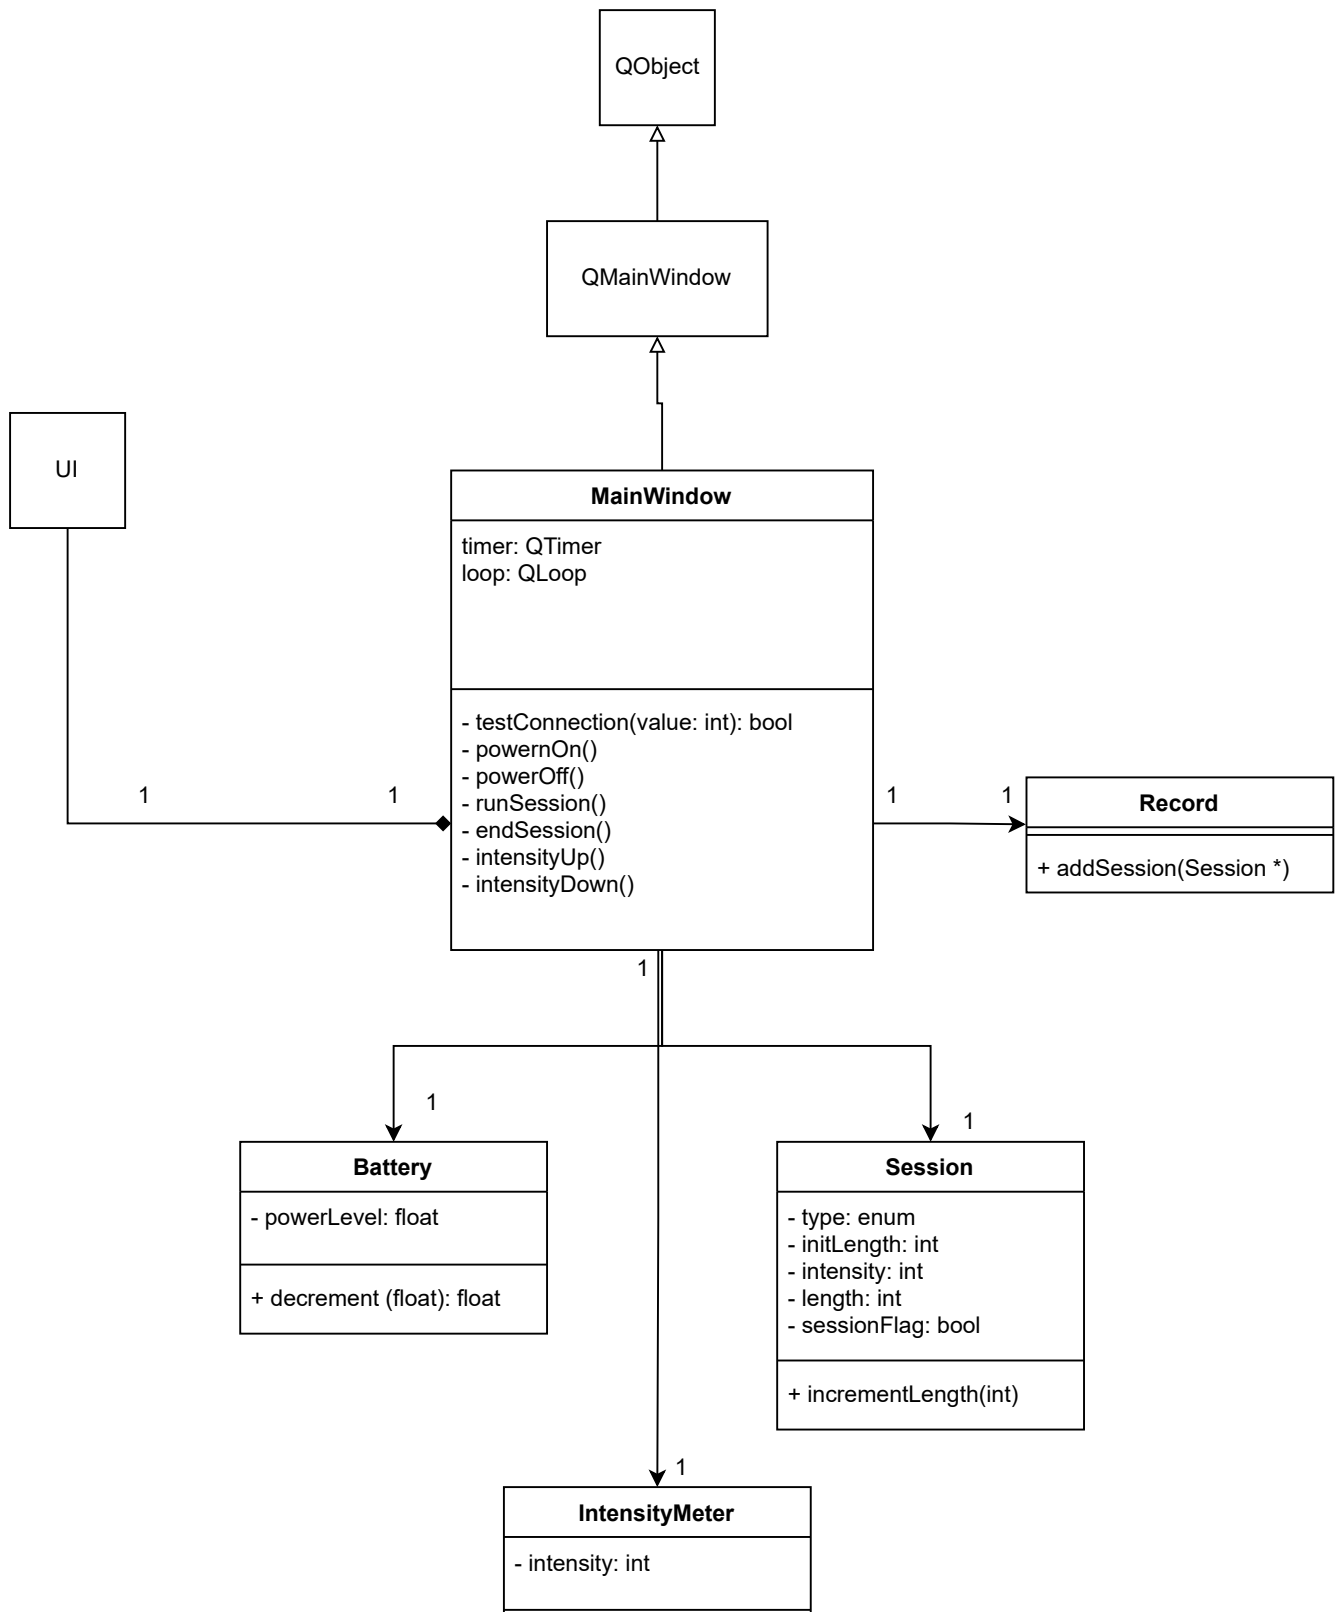 QObject
QMainWindow
UI
MainWindow
timer: QTimer
loop: QLoop
- testConnection(value: int): bool
- powernOn()
- powerOff()
- runSession()
- endSession()
- intensityUp()
- intensityDown()
1
1
1
1
Record
+ addSession(Session *)
1
1
1
Battery
- powerLevel: float
+ decrement (float): float
Session
- type: enum
- initLength: int
- intensity: int
- length: int
- sessionFlag: bool
+ incrementLength(int)
1
IntensityMeter
- intensity: int